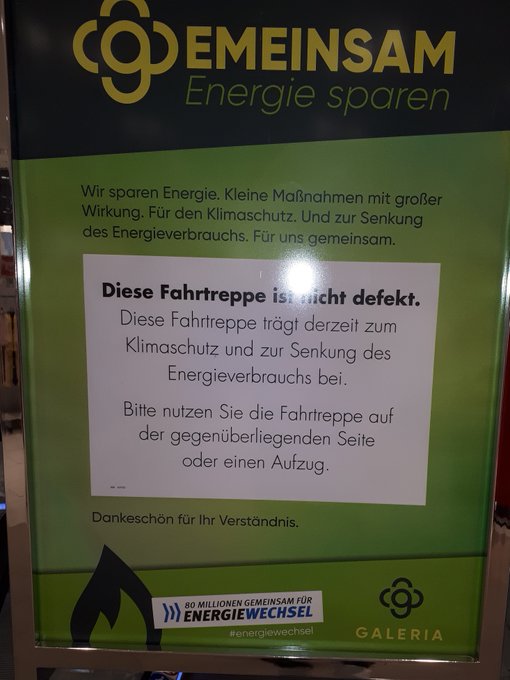 GEMEINSAM
Energie sparen
Wir sparen Energie. Kleine Maßnahmen mit großer
Wirkung. Für den Klimaschutz. Und zur Senkung
des Energieverbrauchs. Für uns gemeinsam.
Diese Fahrtreppe ist nicht defekt.
Diese Fahrtreppe trägt derzeit zum
Klimaschutz und zur Senkung des
Energieverbrauchs bei.
Bitte nutzen Sie die Fahrtreppe auf
der gegenüberliegenden Seite
oder einen Aufzug.
Dankeschön für Ihr Verständnis.
80 MILLIONEN GEMEINSAM FÜR
ENERGIEWECHSEL
#energiewechsel
GALERIA